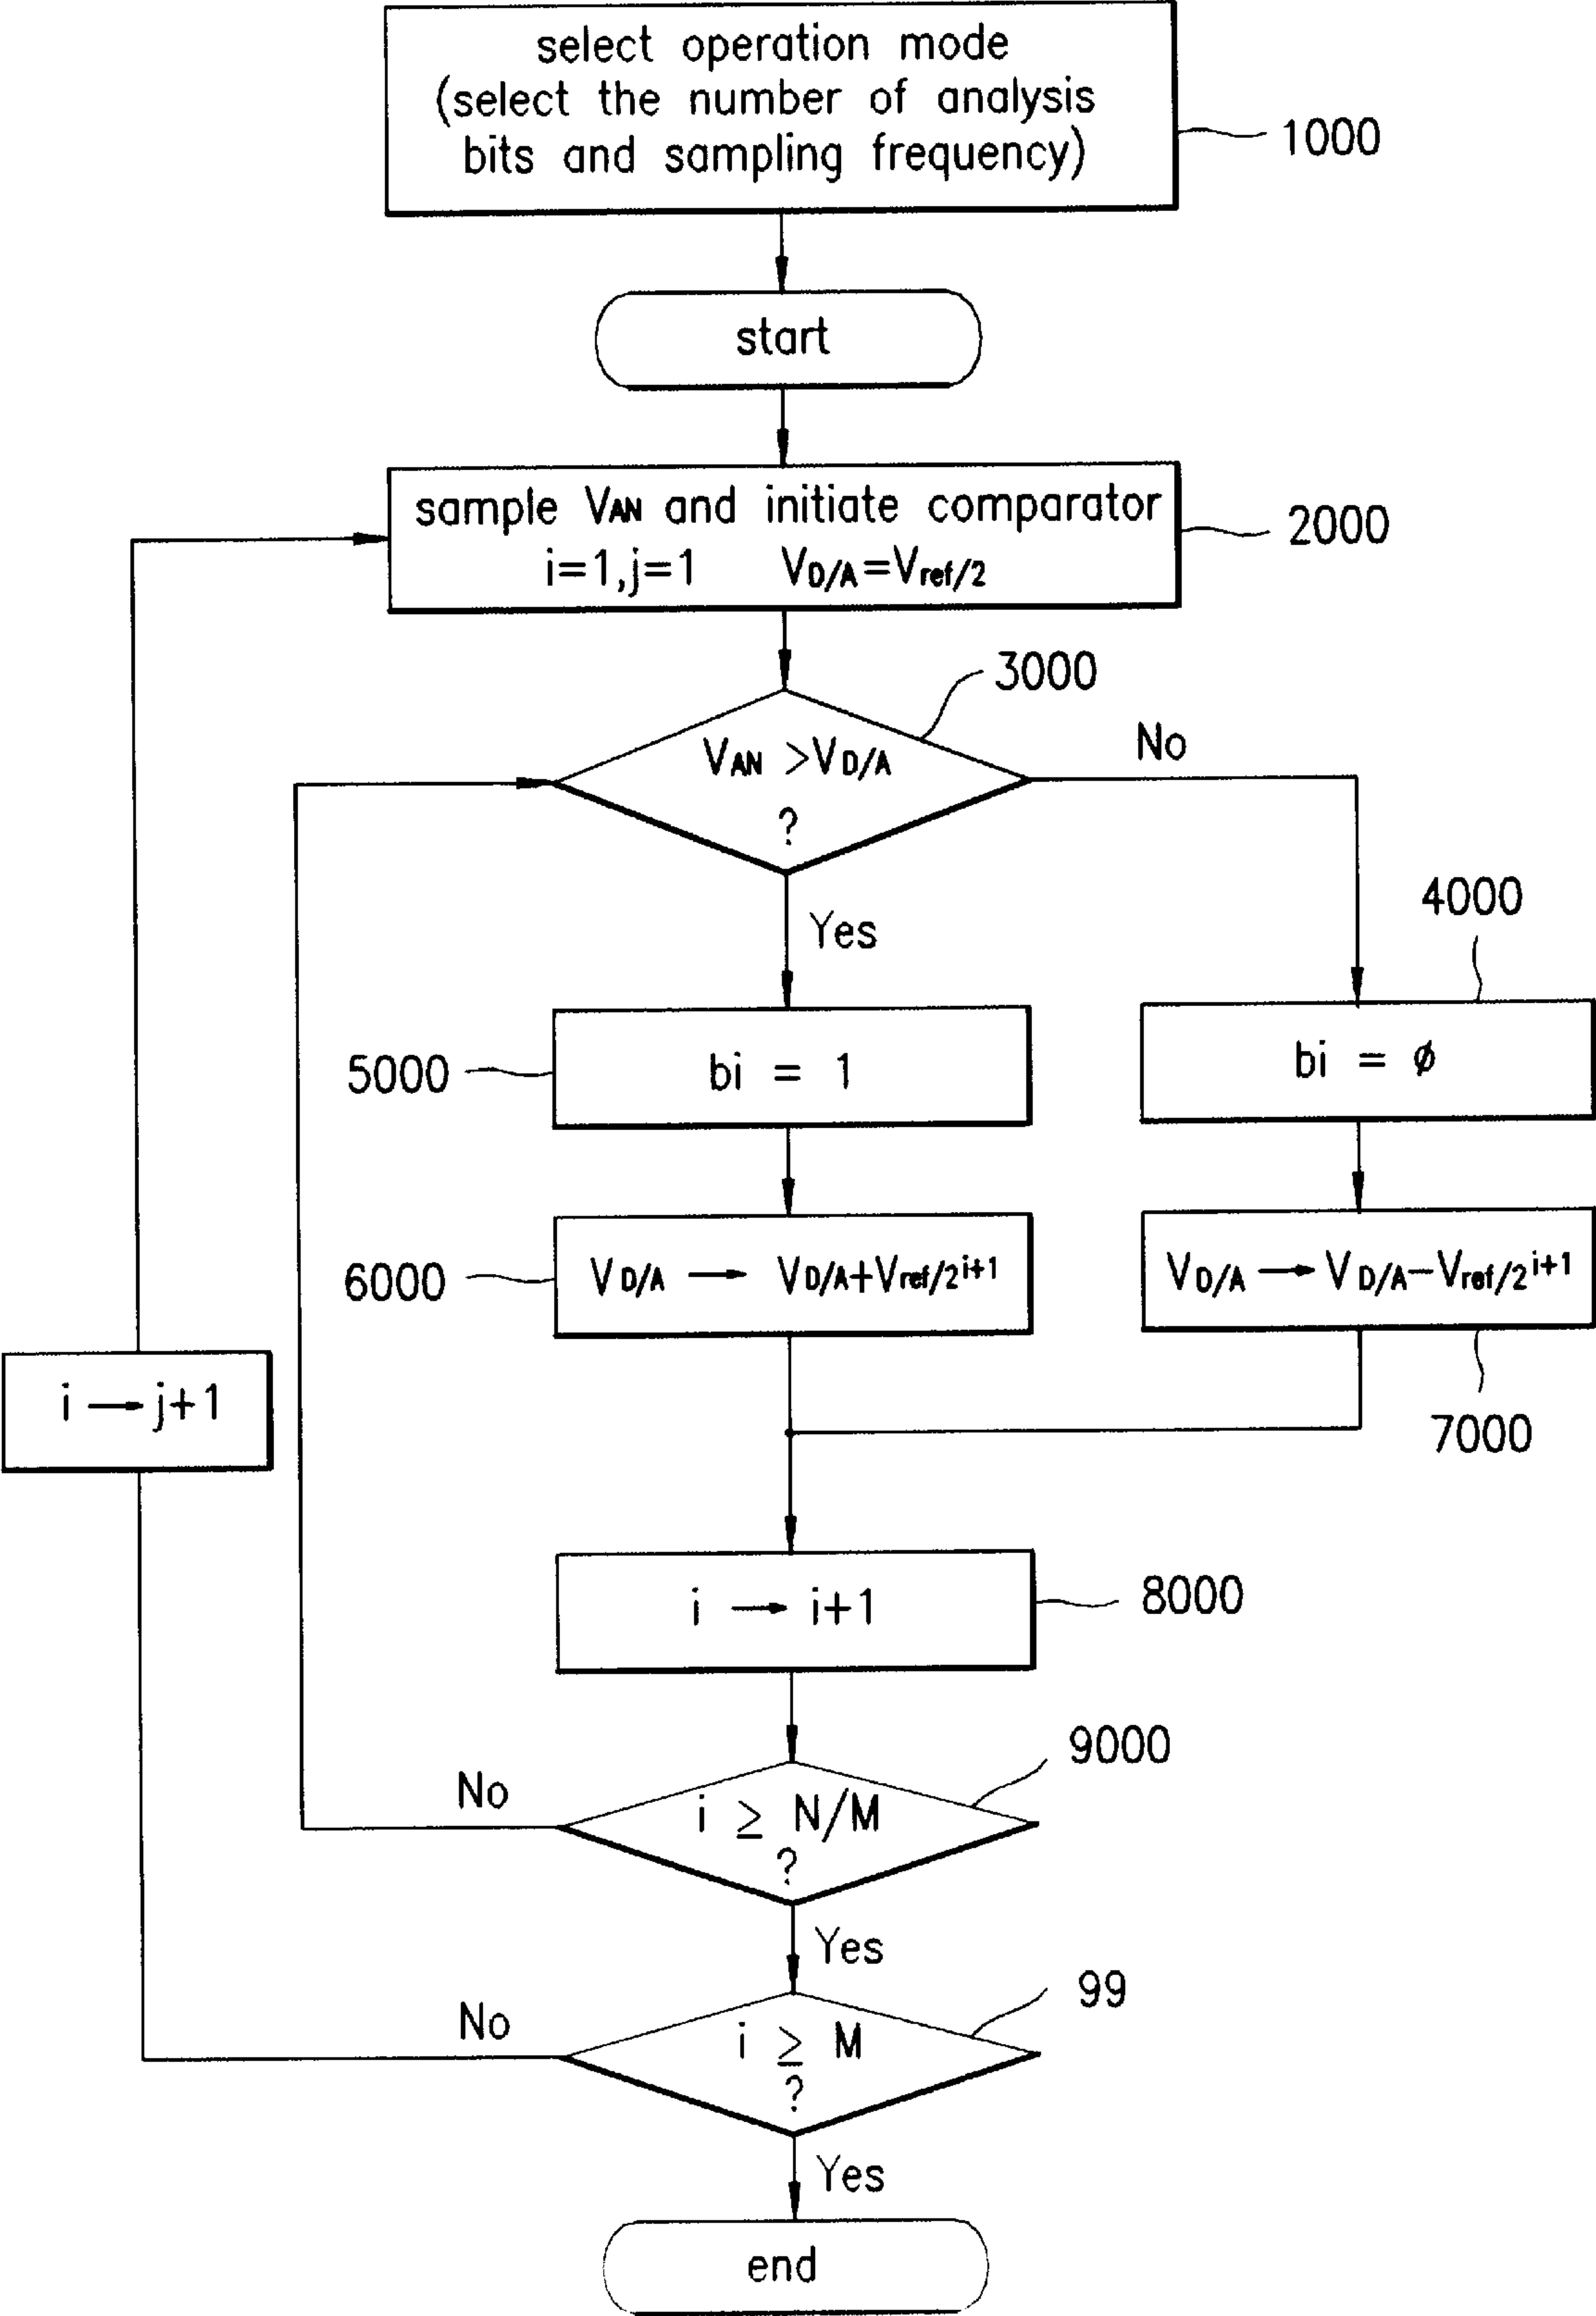 select operation mode
(select the number of analysis
bits and sampling frequency)
1000
start
sample VAN and initiate comparator
i=1,j=1 VD/A=Vref/2
2000
3000
VAN >VD/A
?
No
Yes
4000
5000
bi = 1
bi = ø
6000
VD/A → VD/A+Vref/2^i+1
VD/A → VD/A−Vref/2^i+1
7000
i → j+1
i → i+1
8000
9000
No
i ≥ N/M
?
Yes
99
No
i ≥ M
?
Yes
end